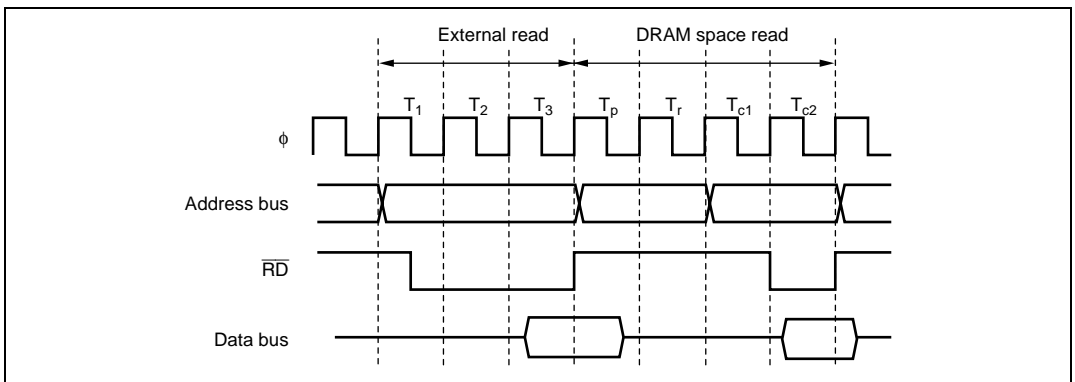 External read DRAM space read
T1 T2 T3 Tp Tr Tc1 Tc2
ϕ
Address bus
RD
Data bus